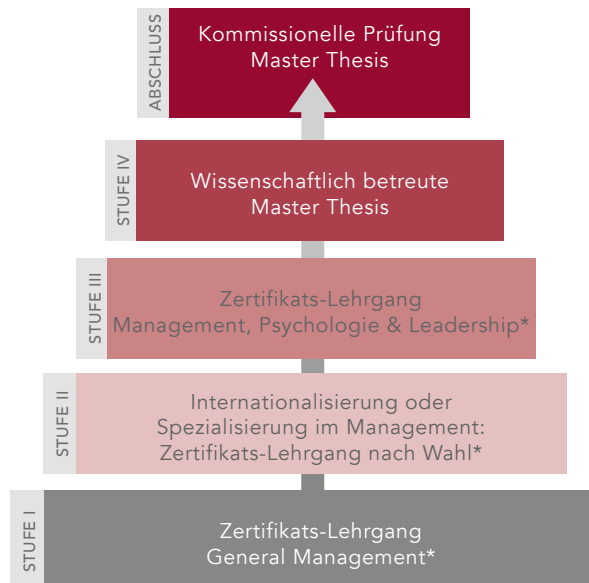 ABSCHLUSS
Kommissionelle Prüfung
Master Thesis
STUFE IV
Wissenschaftlich betreute
Master Thesis
STUFE III
Zertifikats-Lehrgang
Management, Psychologie & Leadership*
STUFE II
Internationalisierung oder
Spezialisierung im Management:
Zertifikats-Lehrgang nach Wahl*
STUFE I
Zertifikats-Lehrgang
General Management*